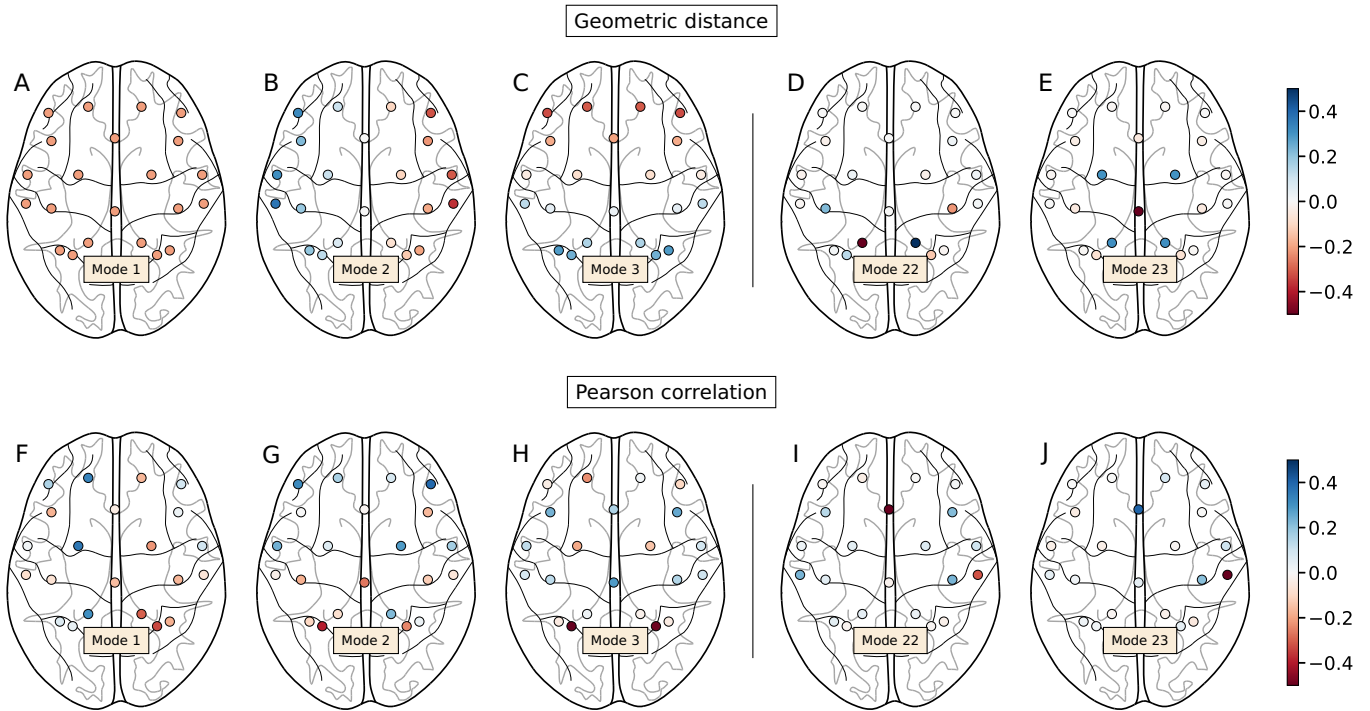 Geometric distance
A
B
C
D
E
Mode 1
Mode 2
Mode 3
Mode 22
Mode 23
0.4
0.2
0.0
−0.2
−0.4
Pearson correlation
F
G
H
I
J
Mode 1
Mode 2
Mode 3
Mode 22
Mode 23
0.4
0.2
0.0
−0.2
−0.4